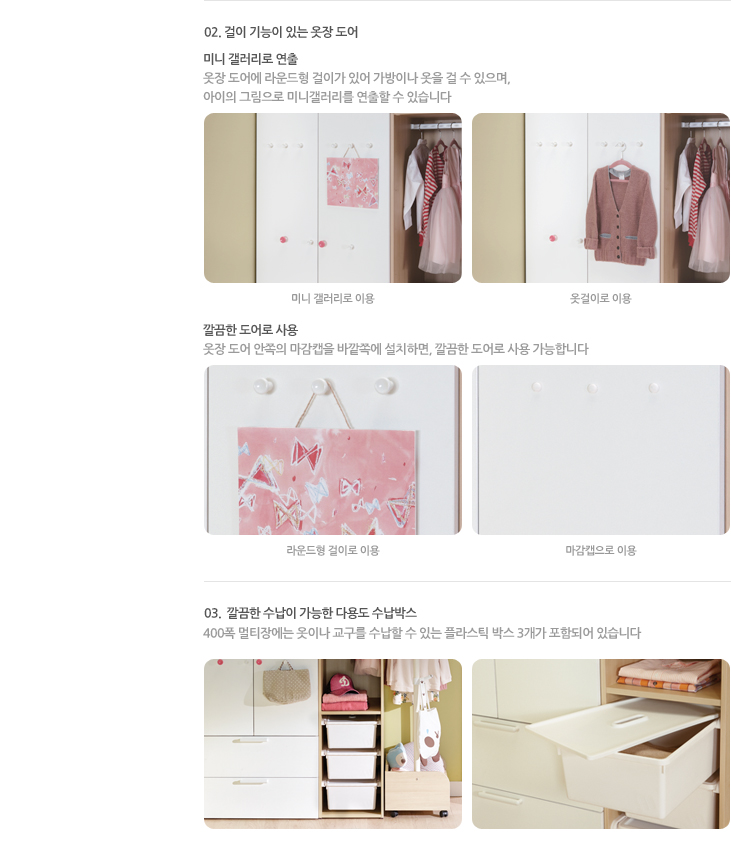 02. 걸이 기능이 있는 옷장 도어
미니 갤러리로 연출
옷장 도어에 라운드형 걸이가 있어 가방이나 옷을 걸 수 있으며,
아이의 그림으로 미니갤러리를 연출할 수 있습니다
미니 갤러리로 이용
옷걸이로 이용
깔끔한 도어로 사용
옷장 도어 안쪽의 마감캡을 바깥쪽에 설치하면, 깔끔한 도어로 사용 가능합니다
라운드형 걸이로 이용
마감캡으로 이용
03. 깔끔한 수납이 가능한 다용도 수납박스
400폭 멀티장에는 옷이나 교구를 수납할 수 있는 플라스틱 박스 3개가 포함되어 있습니다